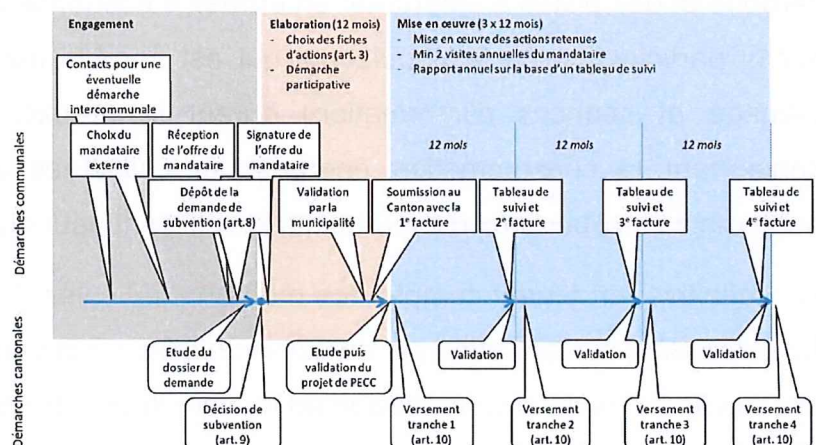 Engagement
Elaboration (12 mois)
- Choix des fiches
d'actions (art. 3)
- Démarche
participative
Mise en œuvre (3 x 12 mois)
- Mise en œuvre des actions retenues
- Min 2 visites annuelles du mandataire
- Rapport annuel sur la base d'un tableau de suivi
Démarches communales
Contacts pour une
éventuelle
démarche
intercommunale
Choix du
mandataire
externe
Réception
de l'offre du
mandataire
Signature de
l'offre du
mandataire
Dépôt de la
demande de
subvention (art.8)
Validation
par la
municipalité
Soumission au
Canton avec la
1e facture
12 mois
12 mois
12 mois
Tableau de
suivi et
2e facture
Tableau de
suivi et
3e facture
Tableau de
suivi et
4e facture
Démarches cantonales
Etude du
dossier de
demande
Décision de
subvention
(art. 9)
Etude puis
validation du
projet de PECC
Versement
tranche 1
(art. 10)
Validation
Versement
tranche 2
(art. 10)
Validation
Versement
tranche 3
(art. 10)
Validation
Versement
tranche 4
(art. 10)